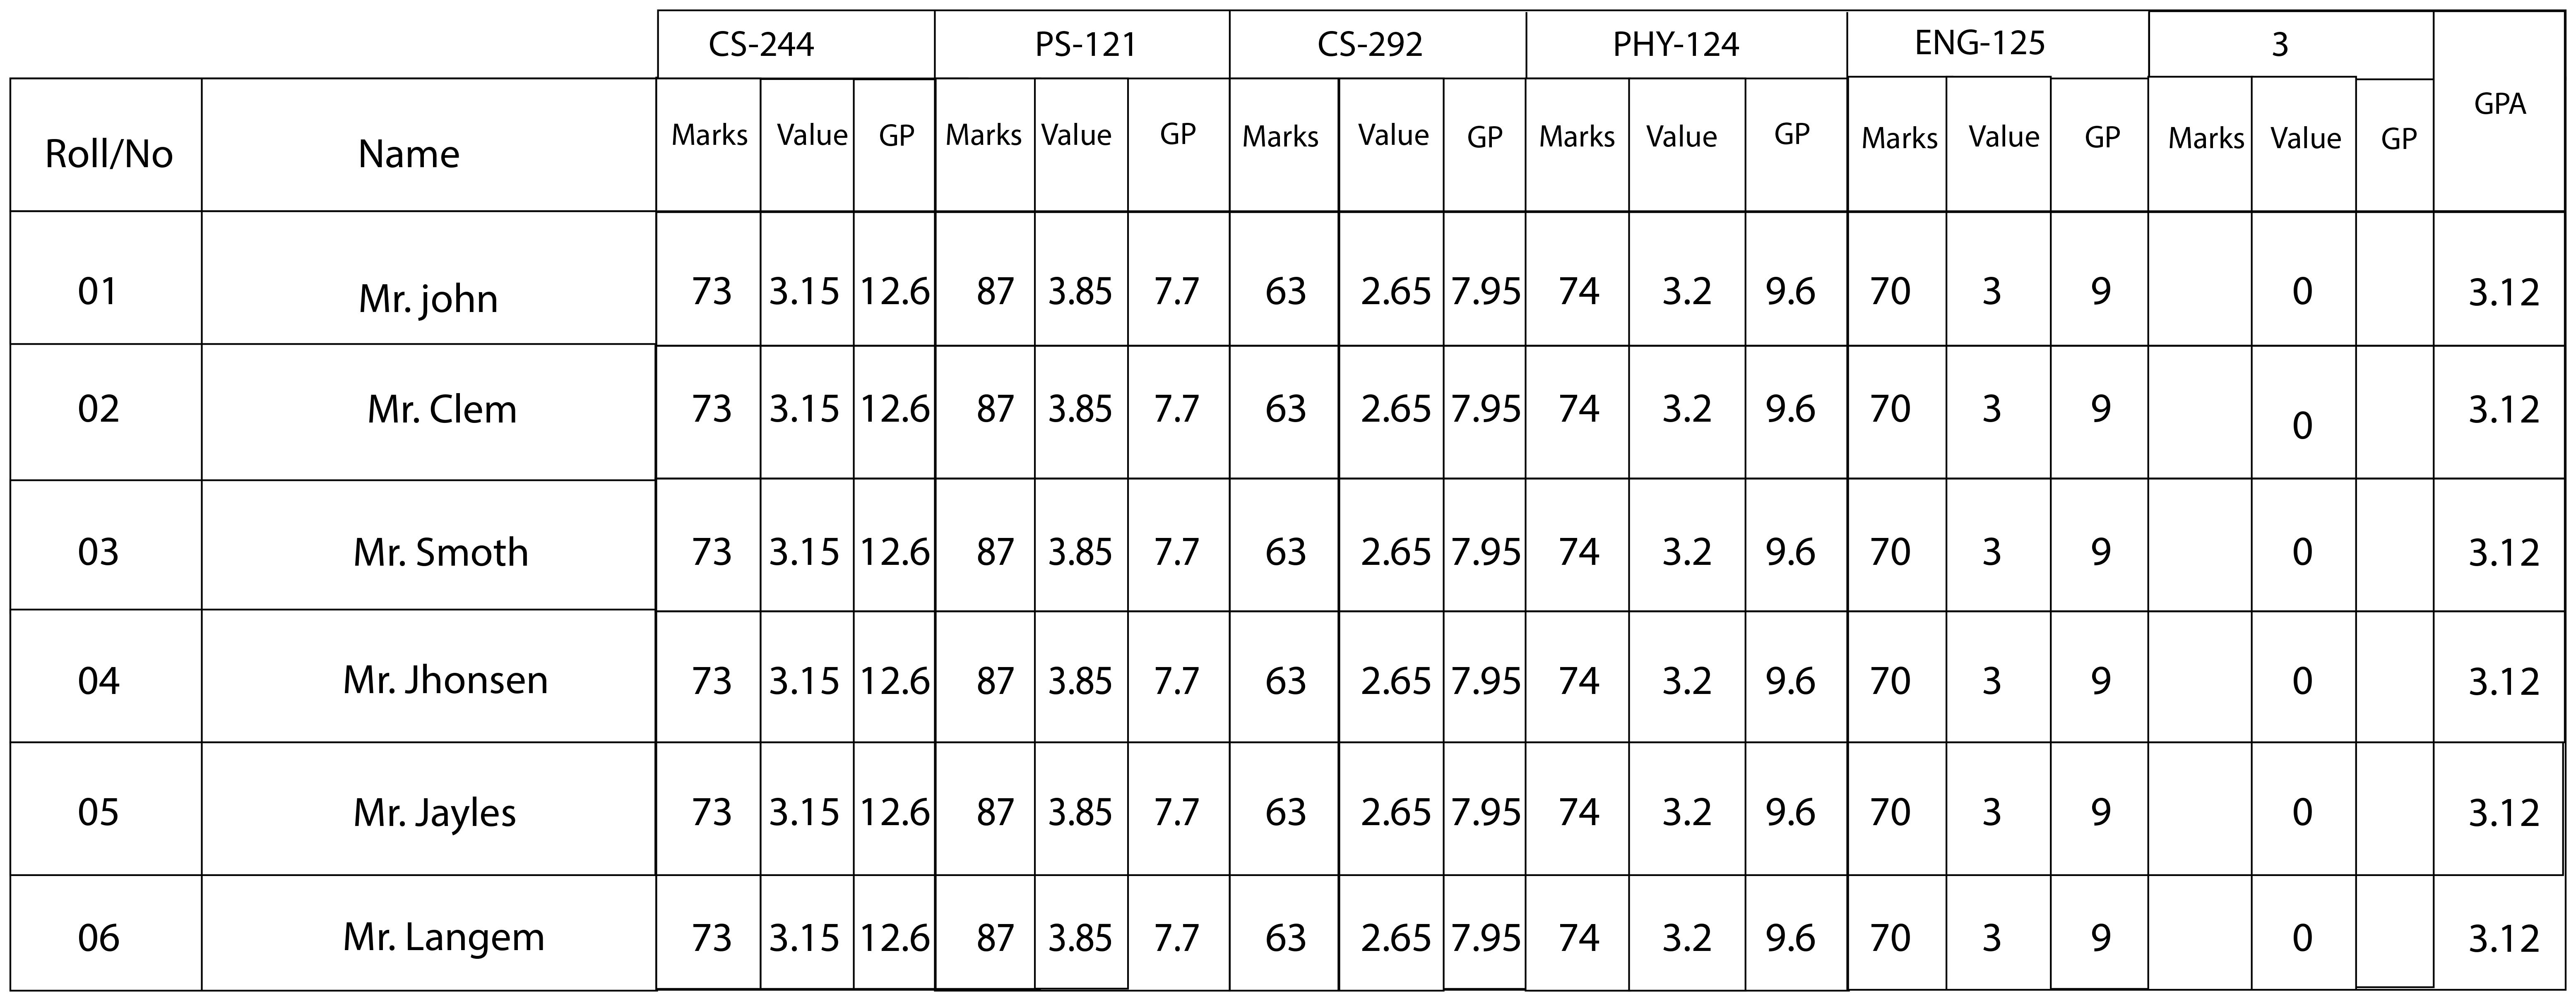 CS-244 PS-121 CS-292 PHY-124 ENG-125 3 GPA
Roll/No Name Marks Value GP Marks Value GP Marks Value GP Marks Value GP Marks Value GP Marks Value GP
01 Mr. john 73 3.15 12.6 87 3.85 7.7 63 2.65 7.95 74 3.2 9.6 70 3 9 0 3.12
02 Mr. Clem 73 3.15 12.6 87 3.85 7.7 63 2.65 7.95 74 3.2 9.6 70 3 9 0 3.12
03 Mr. Smoth 73 3.15 12.6 87 3.85 7.7 63 2.65 7.95 74 3.2 9.6 70 3 9 0 3.12
04 Mr. Jhonsen 73 3.15 12.6 87 3.85 7.7 63 2.65 7.95 74 3.2 9.6 70 3 9 0 3.12
05 Mr. Jayles 73 3.15 12.6 87 3.85 7.7 63 2.65 7.95 74 3.2 9.6 70 3 9 0 3.12
06 Mr. Langem 73 3.15 12.6 87 3.85 7.7 63 2.65 7.95 74 3.2 9.6 70 3 9 0 3.12